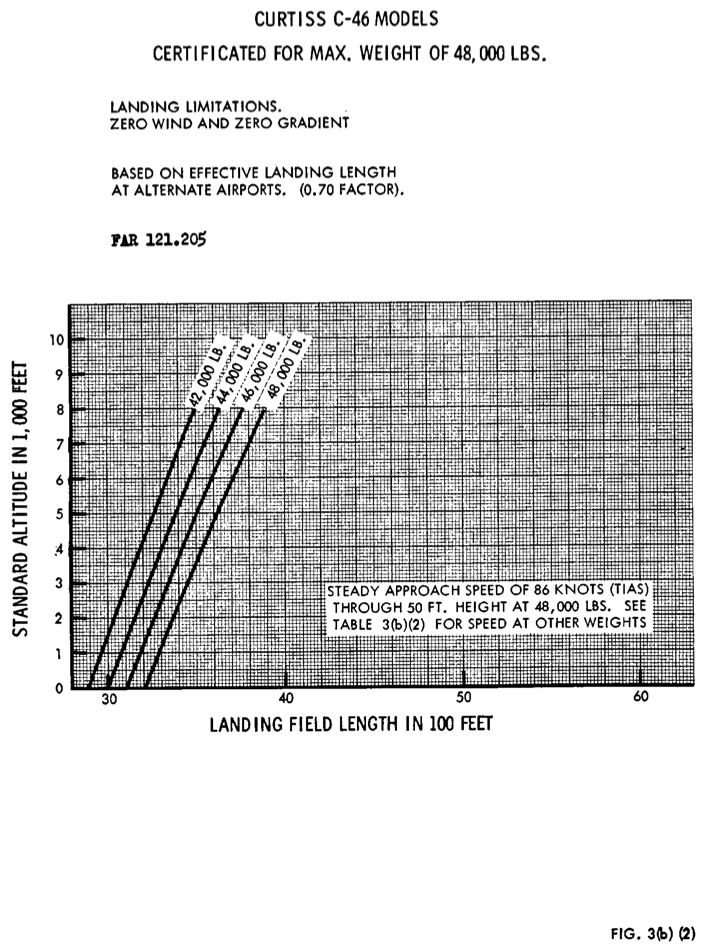 CURTISS C-46 MODELS
CERTIFICATED FOR MAX. WEIGHT OF 48,000 LBS.
LANDING LIMITATIONS.
ZERO WIND AND ZERO GRADIENT
BASED ON EFFECTIVE LANDING LENGTH
AT ALTERNATE AIRPORTS. (0.70 FACTOR).
FAR 121.205
STANDARD ALTITUDE IN 1,000 FEET
10
9
8
7
6
5
4
3
2
1
0
42,000 LB.
44,000 LB.
46,000 LB.
48,000 LB.
STEADY APPROACH SPEED OF 86 KNOTS (TIAS)
THROUGH 50 FT. HEIGHT AT 48,000 LBS. SEE
TABLE 3(b)(2) FOR SPEED AT OTHER WEIGHTS
30 40 50 60
LANDING FIELD LENGTH IN 100 FEET
FIG. 3(b) (2)